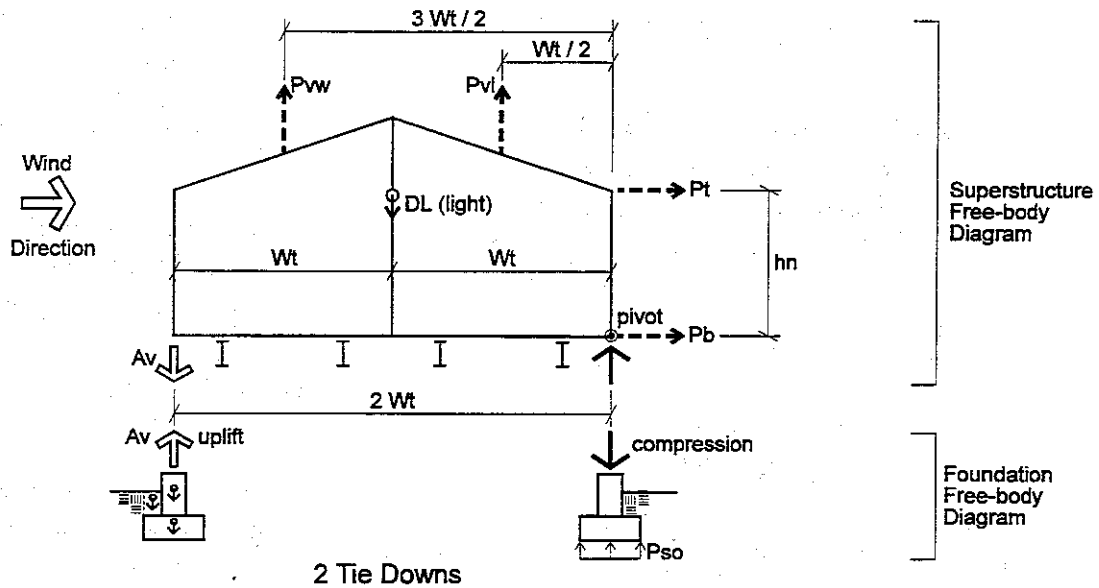 3 Wt / 2
Wt / 2
Pvw
Pvl
Wind
Direction
Pt
DL (light)
Superstructure
Free-body
Diagram
Wt
Wt
hn
pivot
Pb
Av
2 Wt
Av
uplift
compression
Foundation
Free-body
Diagram
Pso
2 Tie Downs